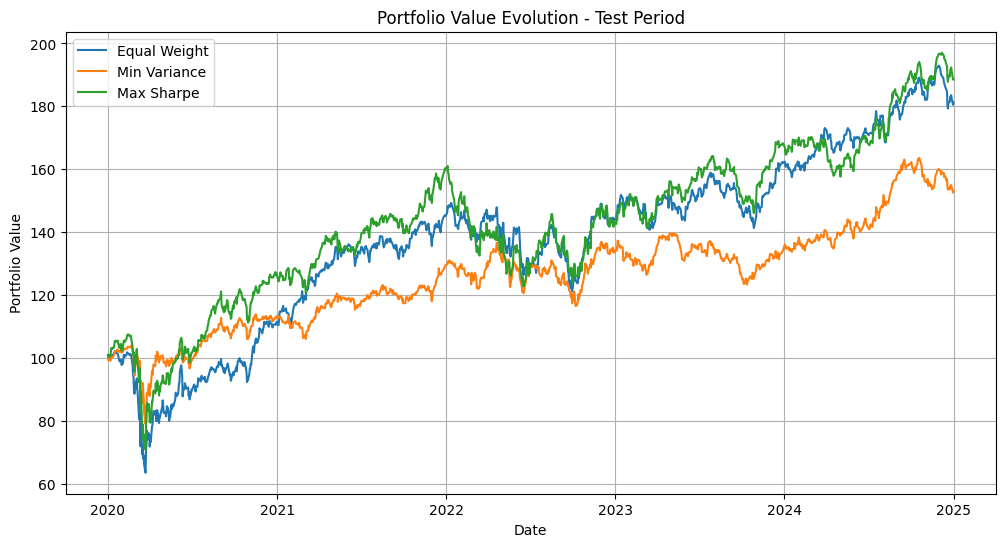 Portfolio Value Evolution - Test Period
Equal Weight
Min Variance
Max Sharpe
Portfolio Value
200
180
160
140
120
100
80
60
2020
2021
2022
2023
2024
2025
Date